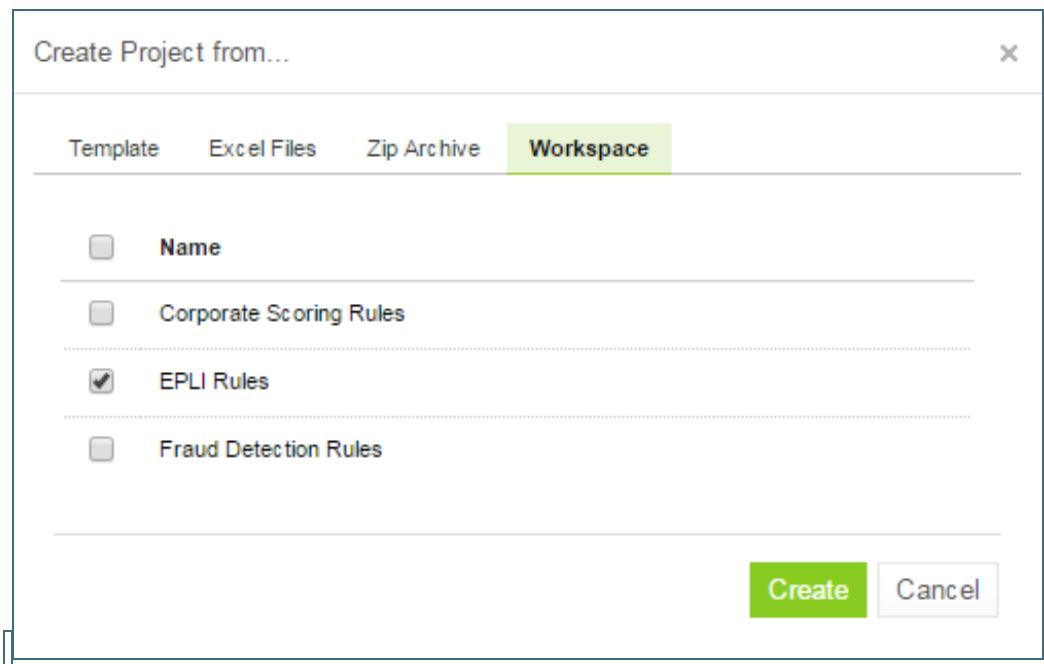 Create Project from...
Template Excel Files Zip Archive Workspace
Name
Corporate Scoring Rules
EPLI Rules
Fraud Detection Rules
Create Cancel